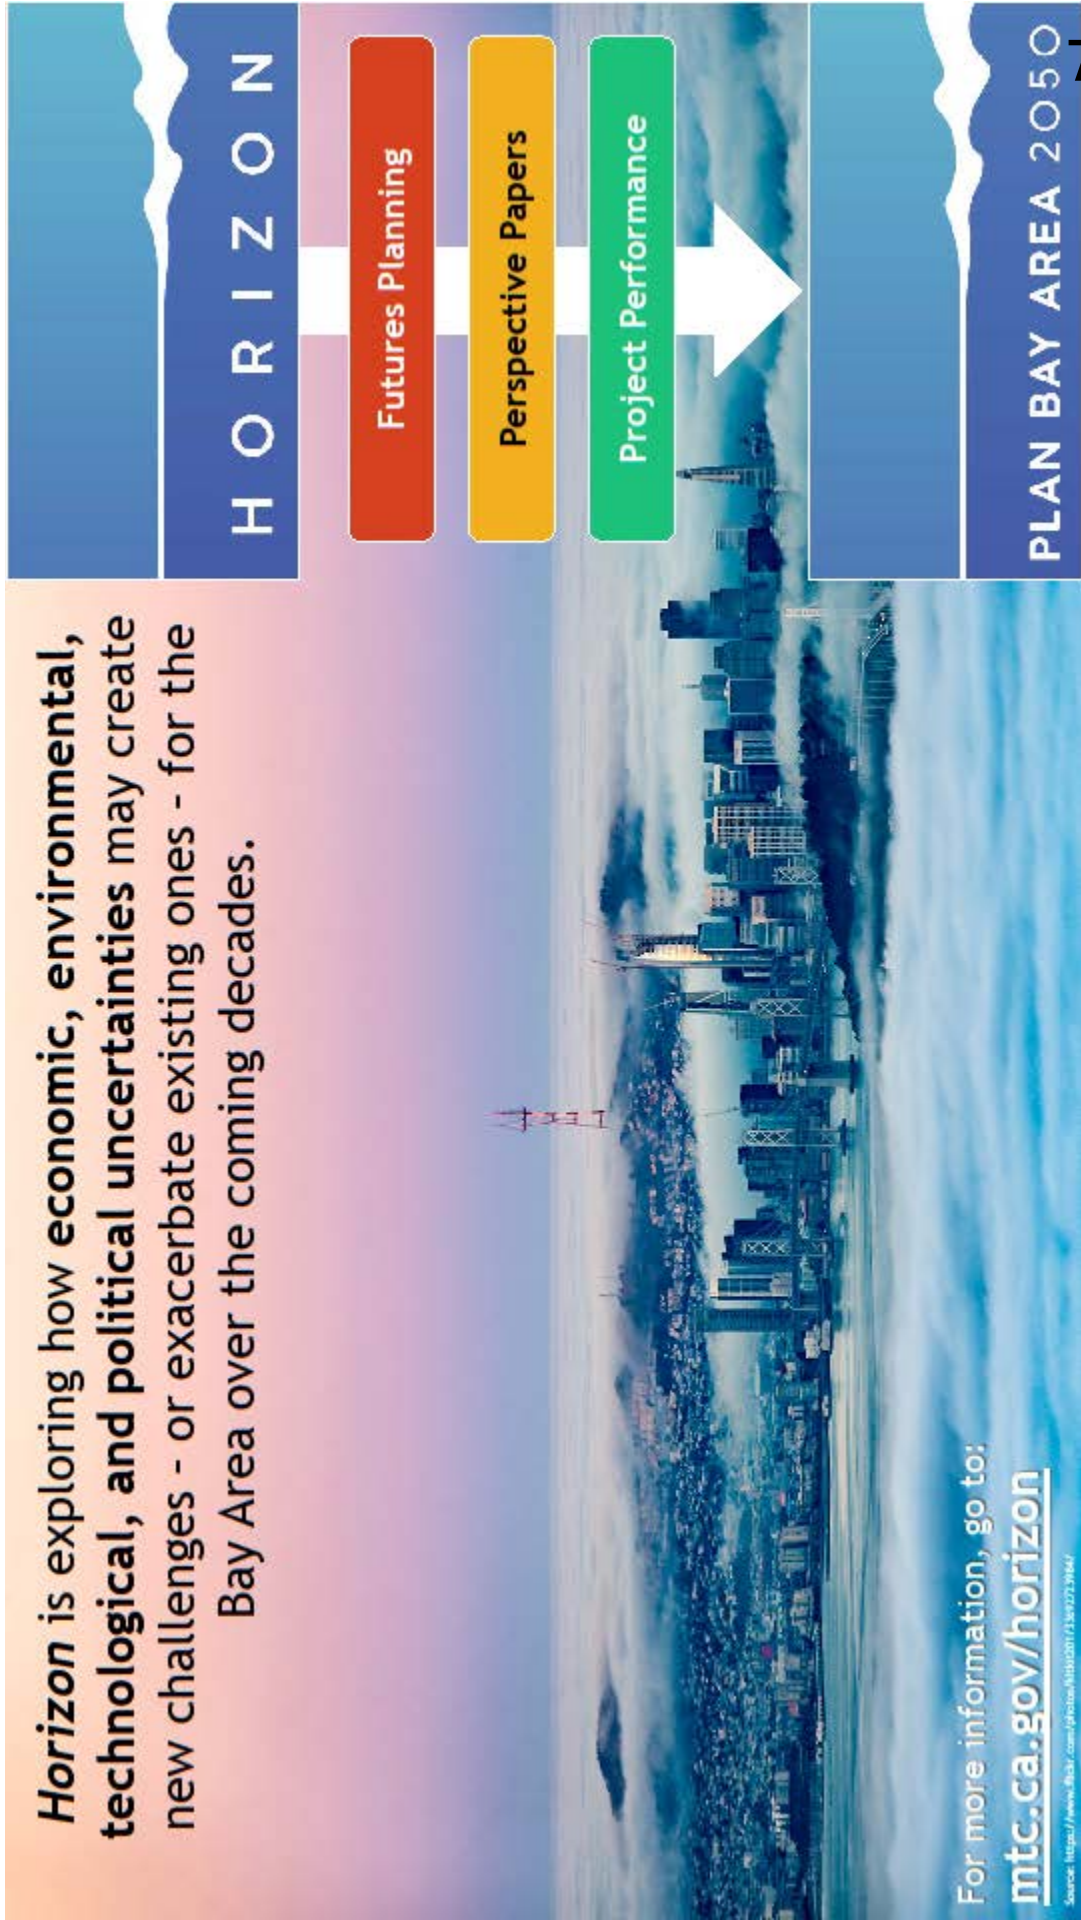 Horizon is exploring how economic, environmental,
technological, and political uncertainties may create
new challenges - or exacerbate existing ones - for the
Bay Area over the coming decades.
HORIZON
Futures Planning
Perspective Papers
Project Performance
PLAN BAY AREA 2050
7
For more information, go to:
mtc.ca.gov/horizon